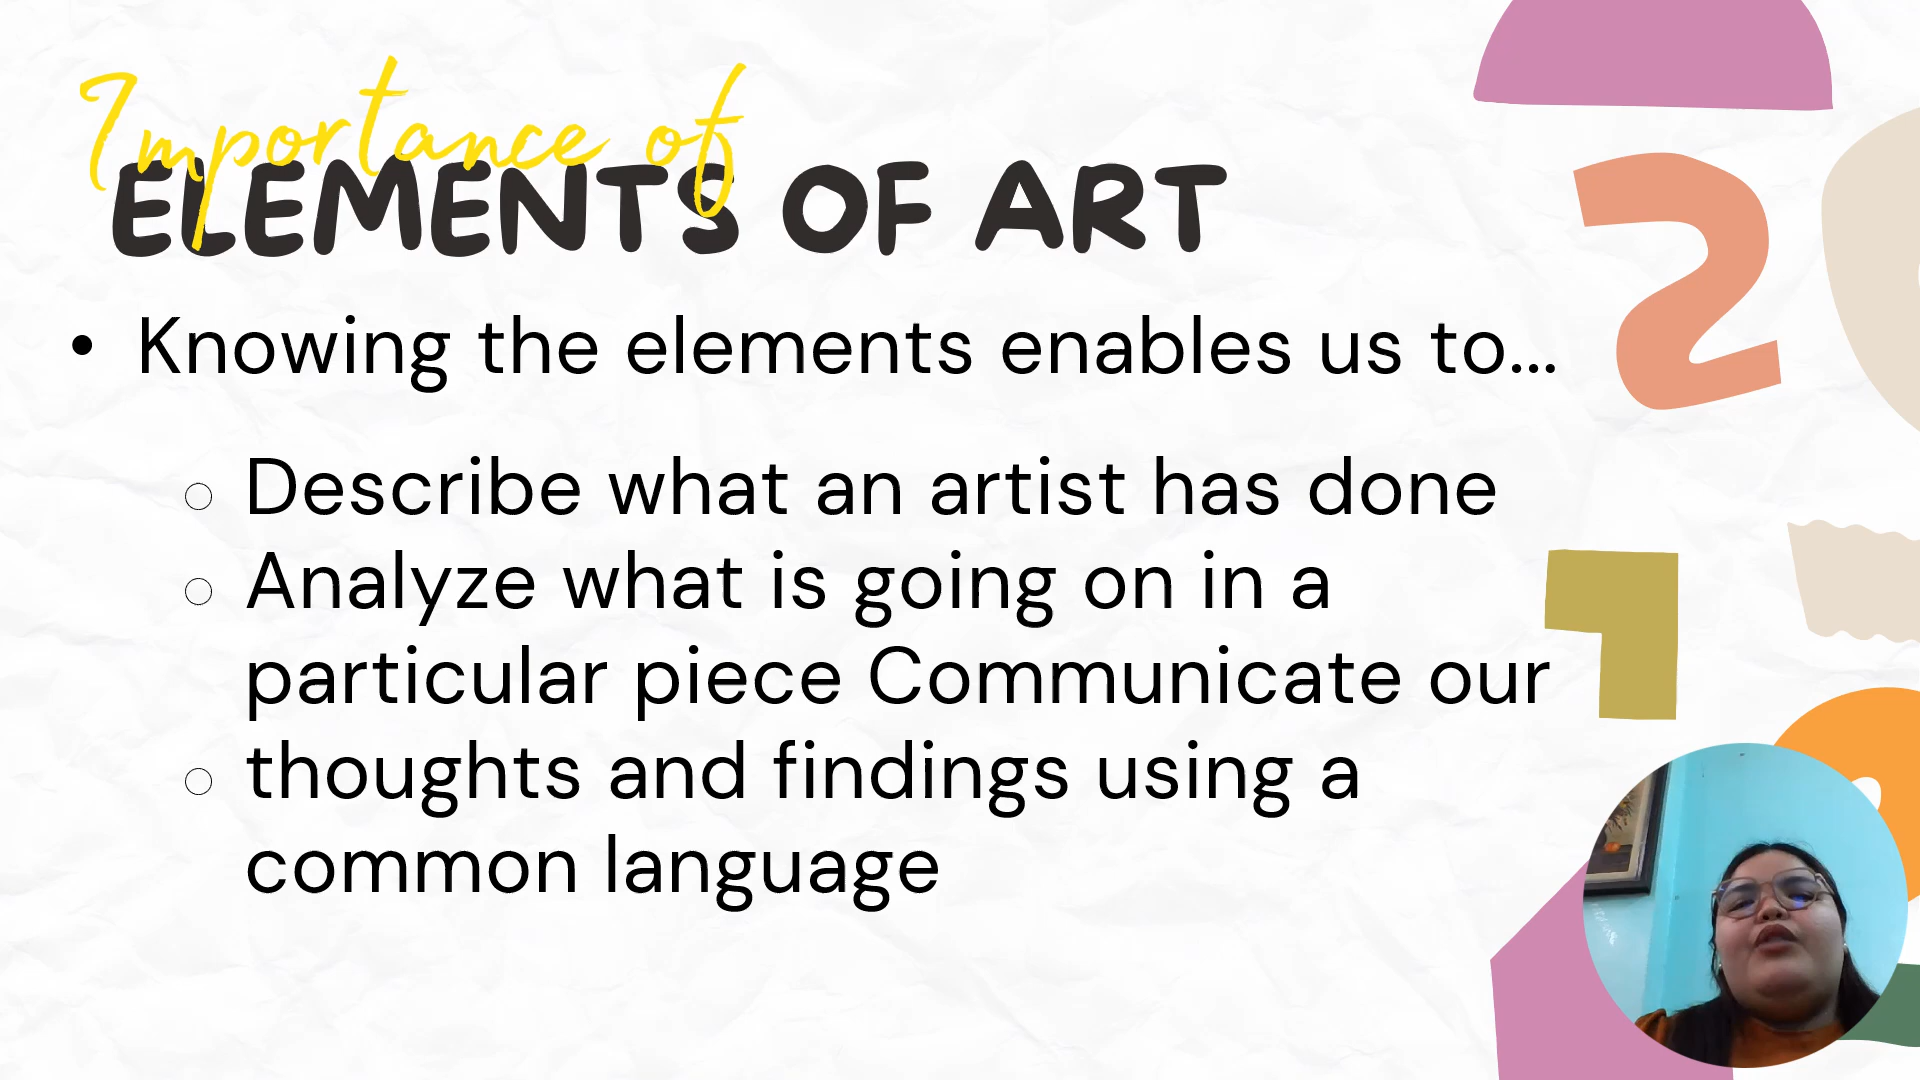 Importance of
ELEMENTS OF ART
• Knowing the elements enables us to...
○ Describe what an artist has done
○ Analyze what is going on in a
particular piece Communicate our
○ thoughts and findings using a
common language